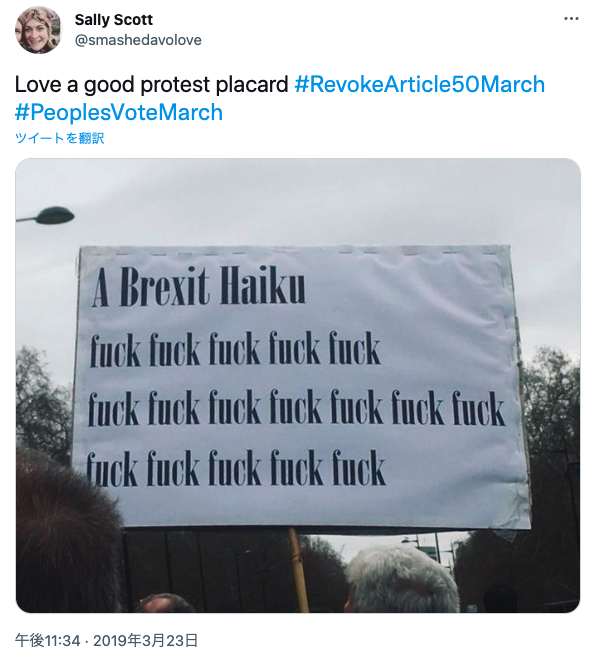 Sally Scott
@smashedavolove
Love a good protest placard #RevokeArticle50March
#PeoplesVoteMarch
ツイートを翻訳
A Brexit Haiku
fuck fuck fuck fuck fuck
fuck fuck fuck fuck fuck fuck fuck
fuck fuck fuck fuck fuck
午後11:34 · 2019年3月23日